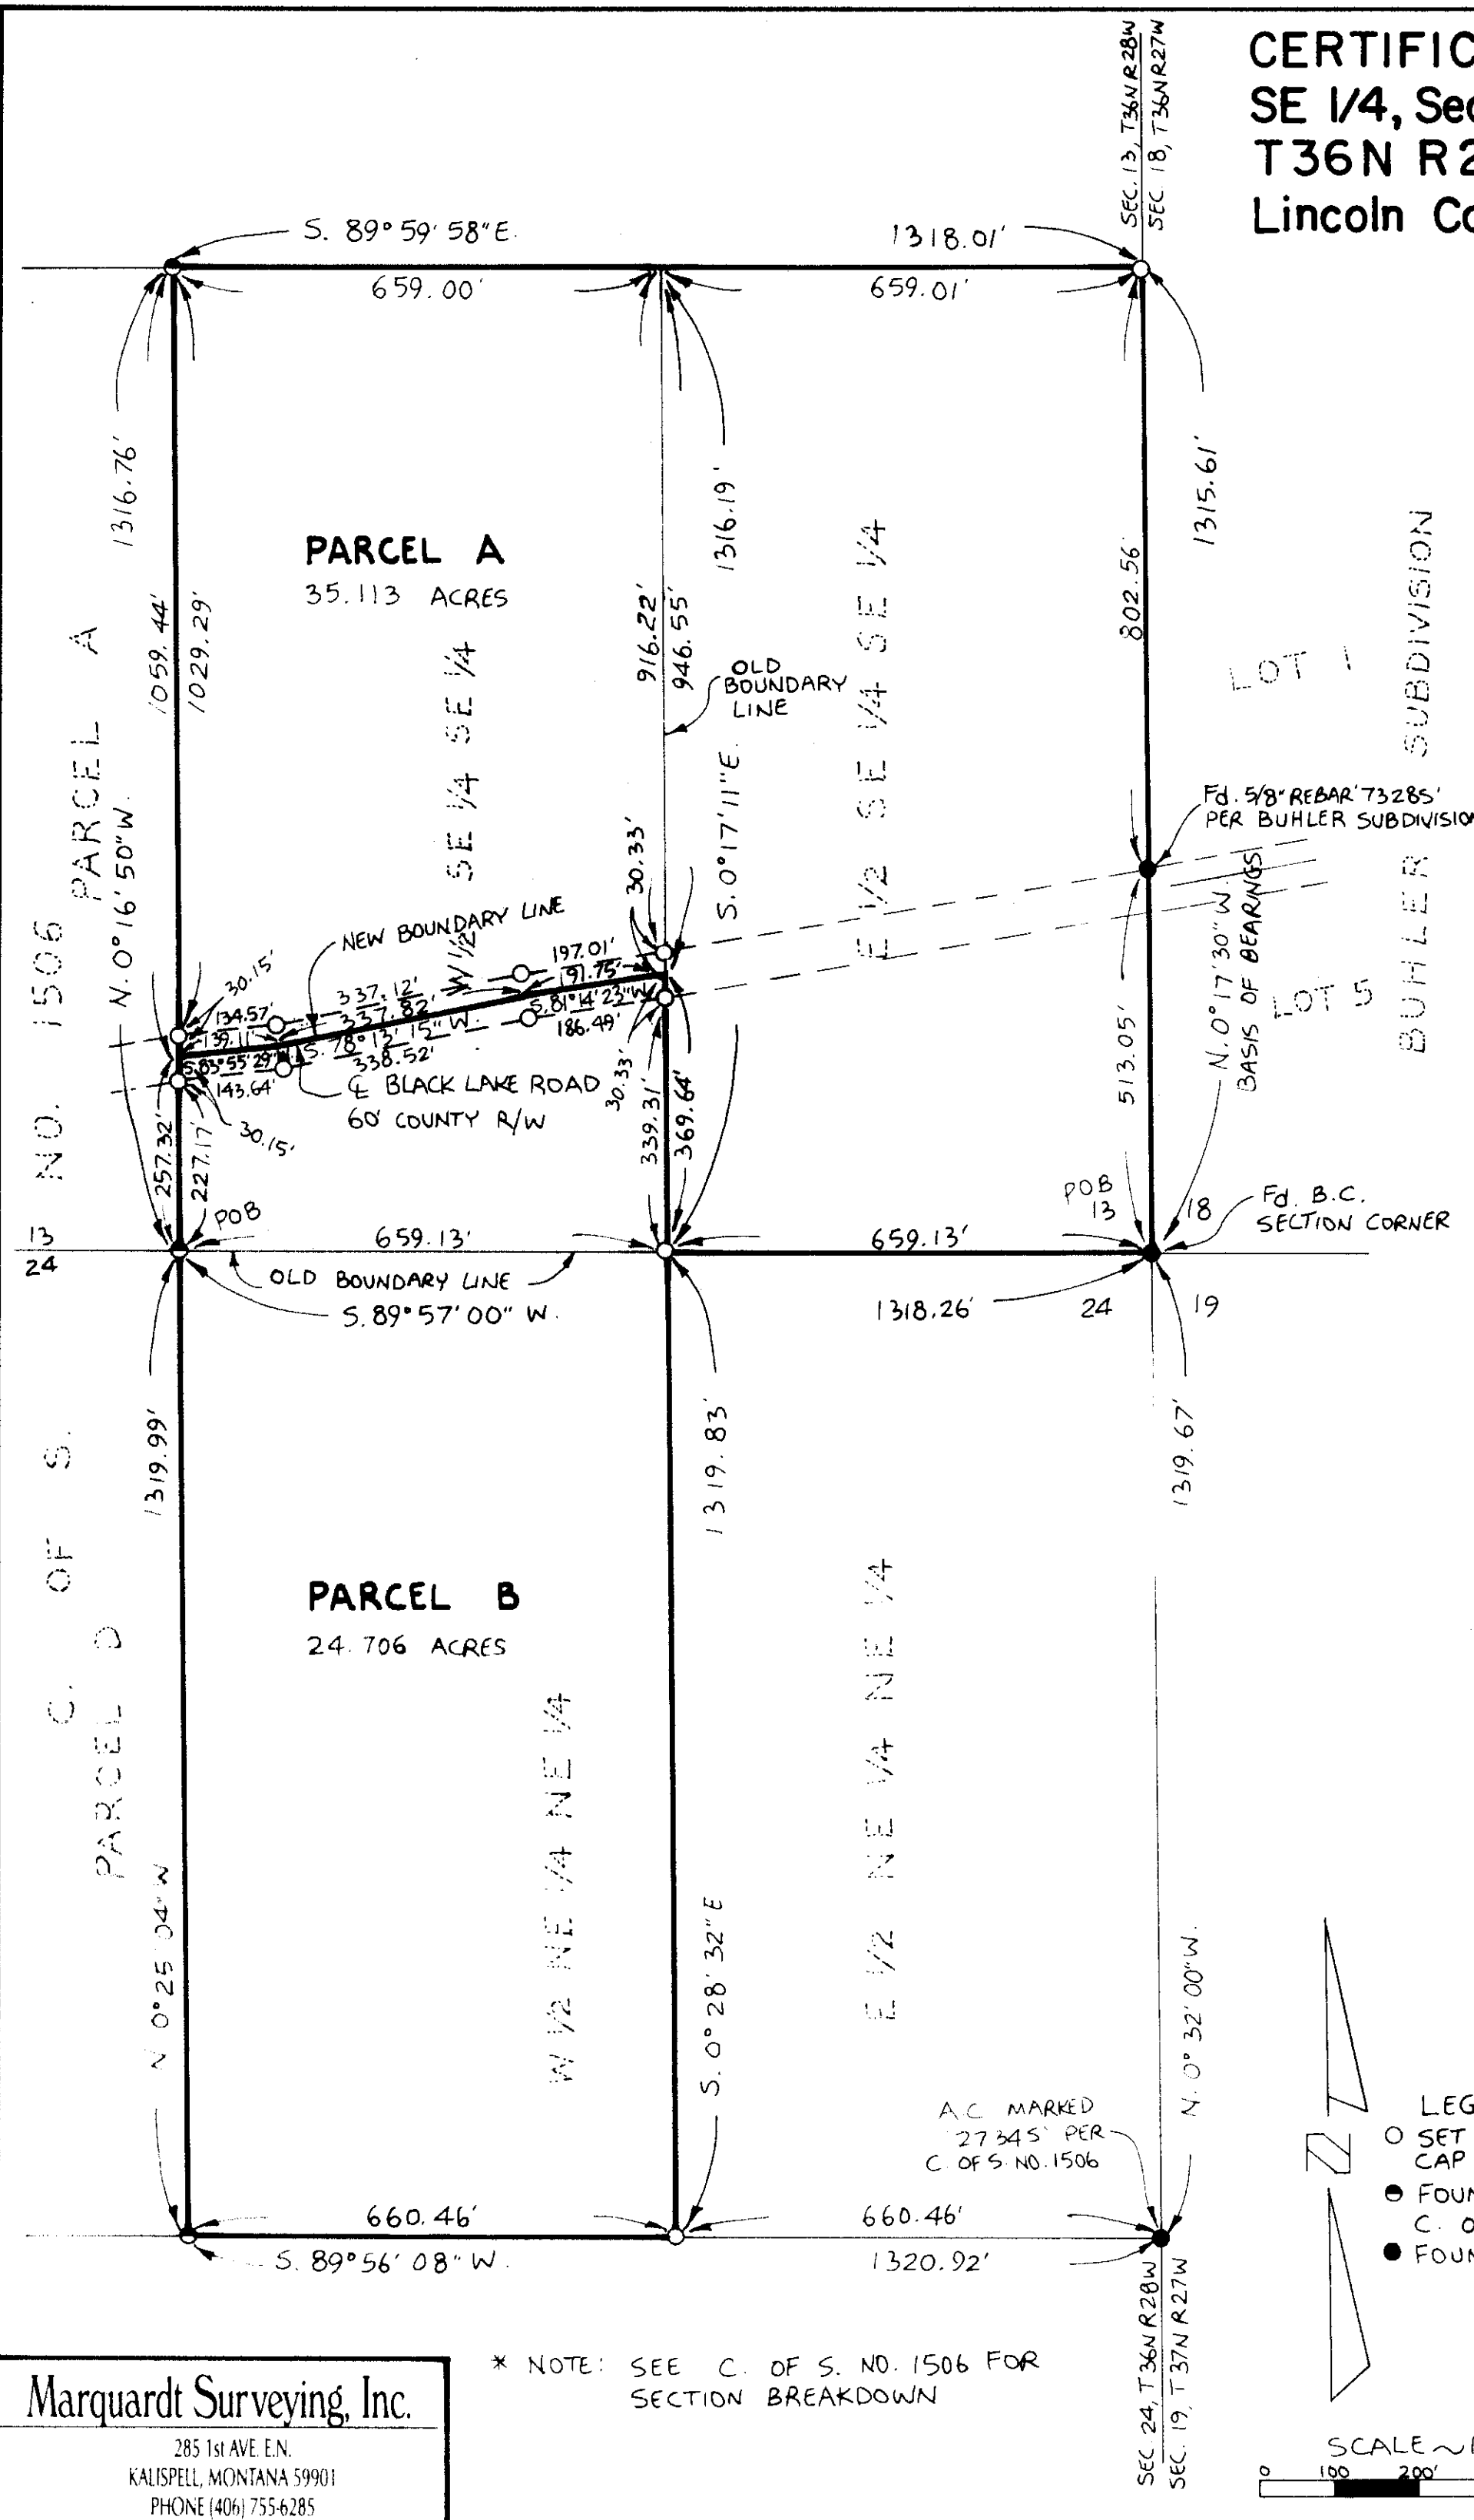 CERTIFIC
SE 1/4, Sec
T36N R2
Lincoln Co
SEC. 13, T36N R28W
SEC. 18, T36N R27W
S. 89° 59' 58" E.
1318.01'
659.00'
659.01'
1316.76'
1059.44'
1029.29'
PARCEL A
35.113 ACRES
916.22'
946.55'
1316.19'
OLD
BOUNDARY
LINE
S. 0°17'11" E.
802.56'
1315.61'
W 1/2 SE 1/4 SE 1/4
E 1/2 SE 1/4 SE 1/4
LOT 1
LOT 5
BUHLER SUBDIVISION
Fd. 5/8" REBAR '7328S'
PER BUHLER SUBDIVISION
N. 0°17'30" W.
BASIS OF BEARINGS
513.05'
C. OF S. NO. 1506
PARCEL A
N. 0°16'50" W.
NEW BOUNDARY LINE
30.15'
134.57'
139.11'
S. 83°55'29" W.
143.64'
30.15'
337.12'
337.82'
S. 78°13'15" W.
338.52'
197.01'
191.75'
S. 81°14'23" W.
186.49'
30.33'
30.33'
339.31'
369.64'
℄ BLACK LAKE ROAD
60' COUNTY R/W
257.32'
227.17'
POB
13
24
659.13'
659.13'
POB
13
18
Fd. B.C.
SECTION CORNER
OLD BOUNDARY LINE
S. 89°57'00" W.
1318.26'
24
19
1319.99'
1319.83'
1319.67'
PARCEL B
24.706 ACRES
PARCEL D
N 0°25'04" W
W 1/2 NE 1/4 NE 1/4
S. 0°28'32" E
E 1/2 NE 1/4 NE 1/4
N. 0°32'00" W.
A.C. MARKED
2734S' PER
C. OF S. NO. 1506
660.46'
660.46'
S. 89°56'08" W.
1320.92'
SEC. 24, T36N R28W
SEC. 19, T37N R27W
LEG
SET
CAP
FOUN
C. O
FOUN
N
* NOTE: SEE C. OF S. NO. 1506 FOR
SECTION BREAKDOWN
SCALE ~
0 100 200'
Marquardt Surveying, Inc.
285 1st AVE. E.N.
KALISPELL, MONTANA 59901
PHONE (406) 755-6285